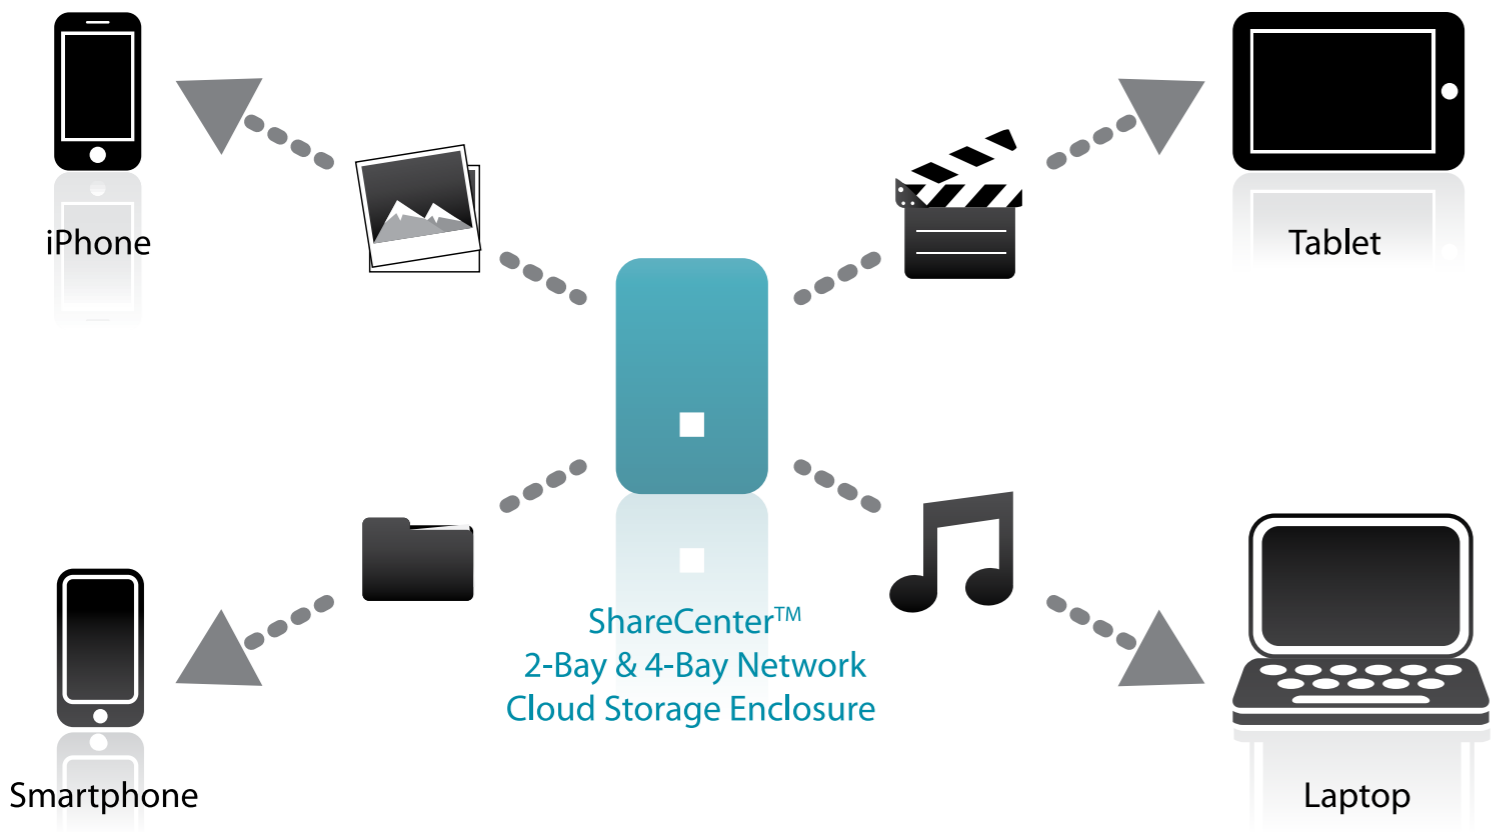 iPhone
Tablet
ShareCenter™
2-Bay & 4-Bay Network
Cloud Storage Enclosure
Smartphone
Laptop